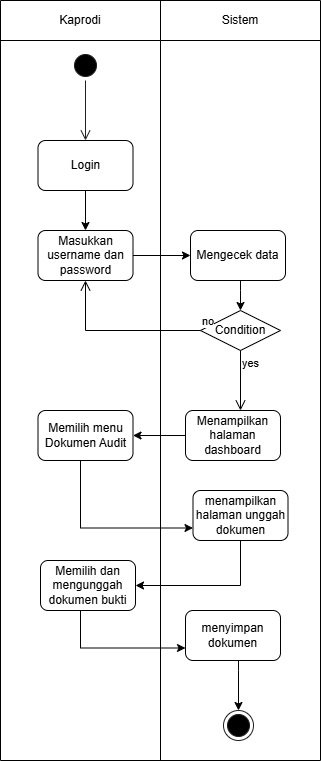 Kaprodi
Sistem
Login
Masukkan
username dan
password
Mengecek data
no
Condition
yes
Menampilkan
halaman
dashboard
Memilih menu
Dokumen Audit
menampilkan
halaman unggah
dokumen
Memilih dan
mengunggah
dokumen bukti
menyimpan
dokumen